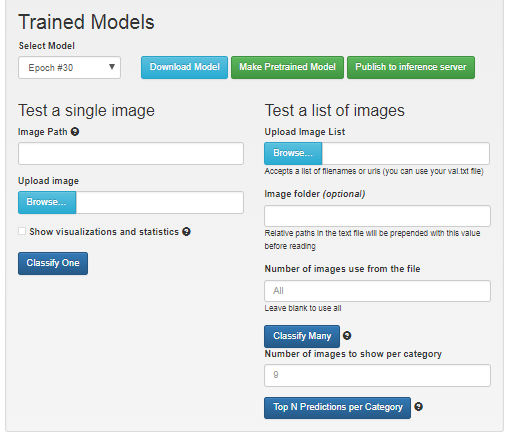 Trained Models
Select Model
Epoch #30
Download Model
Make Pretrained Model
Publish to inference server
Test a single image
Image Path
Upload image
Browse...
Show visualizations and statistics
Classify One
Test a list of images
Upload Image List
Browse...
Accepts a list of filenames or urls (you can use your val.txt file)
Image folder (optional)
Relative paths in the text file will be prepended with this value
before reading
Number of images use from the file
All
Leave blank to use all
Classify Many
Number of images to show per category
9
Top N Predictions per Category